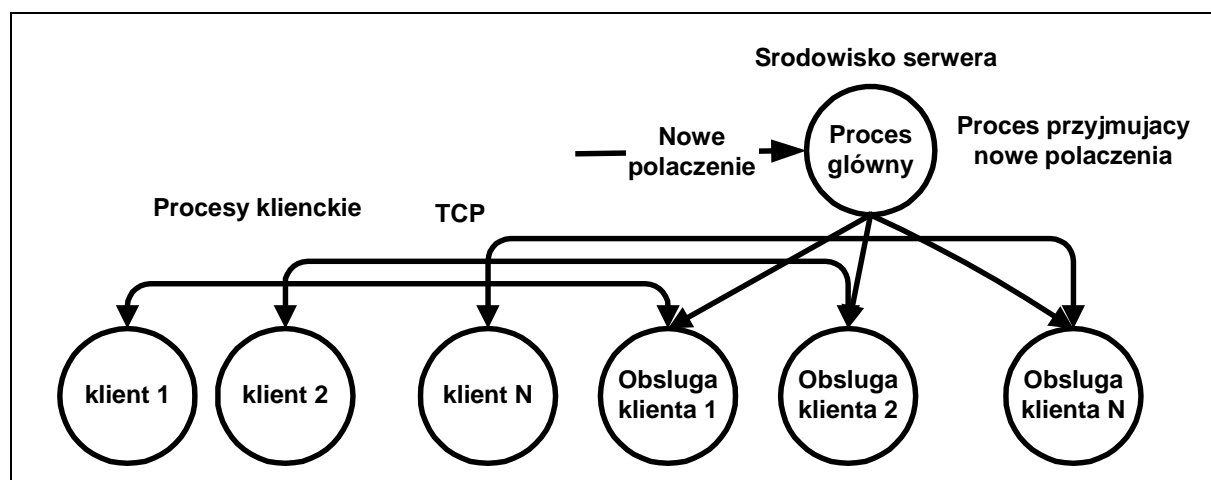 Srodowisko serwera
Nowe
polaczenie
Proces
glówny
Proces przyjmujacy
nowe polaczenia
Procesy klienckie
TCP
klient 1
klient 2
klient N
Obsluga
klienta 1
Obsluga
klienta 2
Obsluga
klienta N